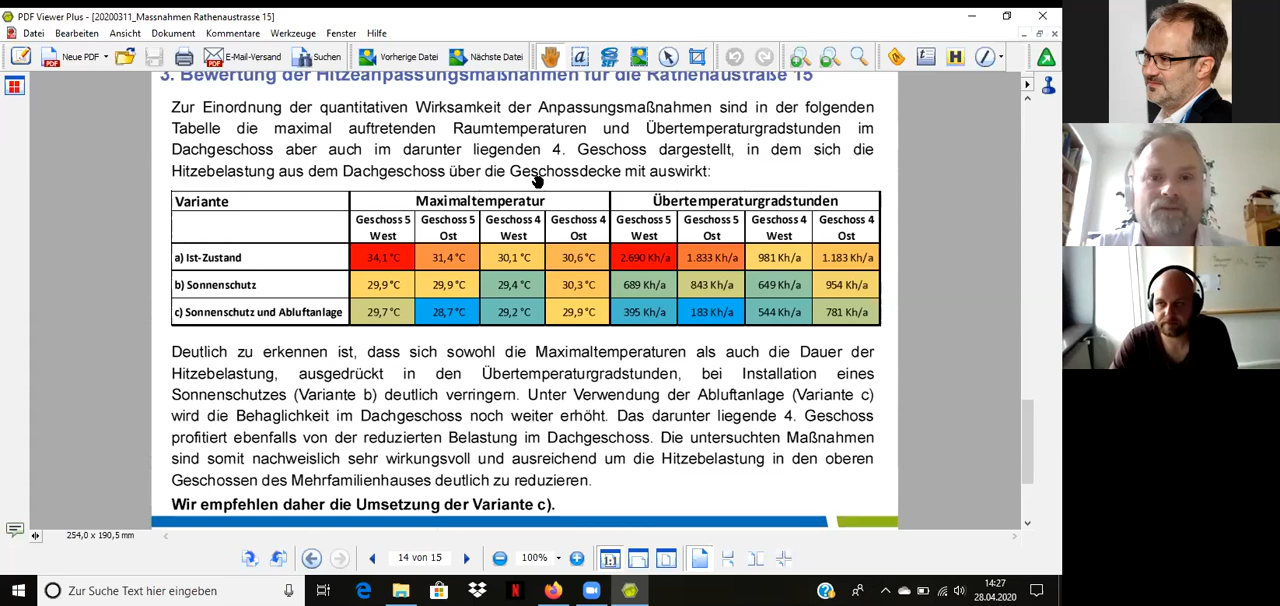 PDF Viewer Plus - [20200311_Massnahmen Rathenaustrasse 15]
Datei Bearbeiten Ansicht Dokument Kommentare Werkzeuge Fenster Hilfe
Neue PDF E-Mail-Versand Suchen Vorherige Datei Nächste Datei
3. Bewertung der Hitzeanpassungsmaßnahmen für die Rathenaustraße 15
Zur Einordnung der quantitativen Wirksamkeit der Anpassungsmaßnahmen sind in der folgenden
Tabelle die maximal auftretenden Raumtemperaturen und Übertemperaturgradstunden im
Dachgeschoss aber auch im darunter liegenden 4. Geschoss dargestellt, in dem sich die
Hitzebelastung aus dem Dachgeschoss über die Geschossdecke mit auswirkt:
Variante Maximaltemperatur Übertemperaturgradstunden
Geschoss 5 Geschoss 5 Geschoss 4 Geschoss 4 Geschoss 5 Geschoss 5 Geschoss 4 Geschoss 4
West Ost West Ost West Ost West Ost
a) Ist-Zustand 34,1 °C 31,4 °C 30,1 °C 30,6 °C 2.690 Kh/a 1.833 Kh/a 981 Kh/a 1.183 Kh/a
b) Sonnenschutz 29,9 °C 29,9 °C 29,4 °C 30,3 °C 689 Kh/a 843 Kh/a 649 Kh/a 954 Kh/a
c) Sonnenschutz und Abluftanlage 29,7 °C 28,7 °C 29,2 °C 29,9 °C 395 Kh/a 183 Kh/a 544 Kh/a 781 Kh/a
Deutlich zu erkennen ist, dass sich sowohl die Maximaltemperaturen als auch die Dauer der
Hitzebelastung, ausgedrückt in den Übertemperaturgradstunden, bei Installation eines
Sonnenschutzes (Variante b) deutlich verringern. Unter Verwendung der Abluftanlage (Variante c)
wird die Behaglichkeit im Dachgeschoss noch weiter erhöht. Das darunter liegende 4. Geschoss
profitiert ebenfalls von der reduzierten Belastung im Dachgeschoss. Die untersuchten Maßnahmen
sind somit nachweislich sehr wirkungsvoll und ausreichend um die Hitzebelastung in den oberen
Geschossen des Mehrfamilienhauses deutlich zu reduzieren.
Wir empfehlen daher die Umsetzung der Variante c).
254,0 x 190,5 mm
14 von 15 100% 1:1
Zur Suche Text hier eingeben
14:27
28.04.2020